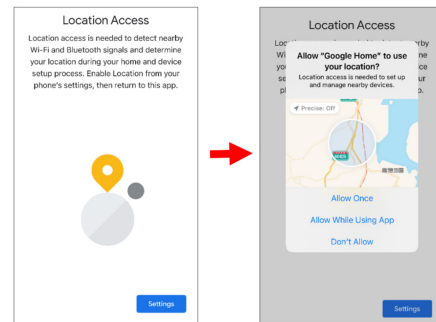 Location Access
Location access is needed to detect nearby
Wi-Fi and Bluetooth signals and determine
your location during your home and device
setup process. Enable Location from your
phone's settings, then return to this app.
Settings
Location Access
Allow "Google Home" to use
your location?
Location access is needed to set up
and manage nearby devices.
Precise: Off
Allow Once
Allow While Using App
Don't Allow
Settings